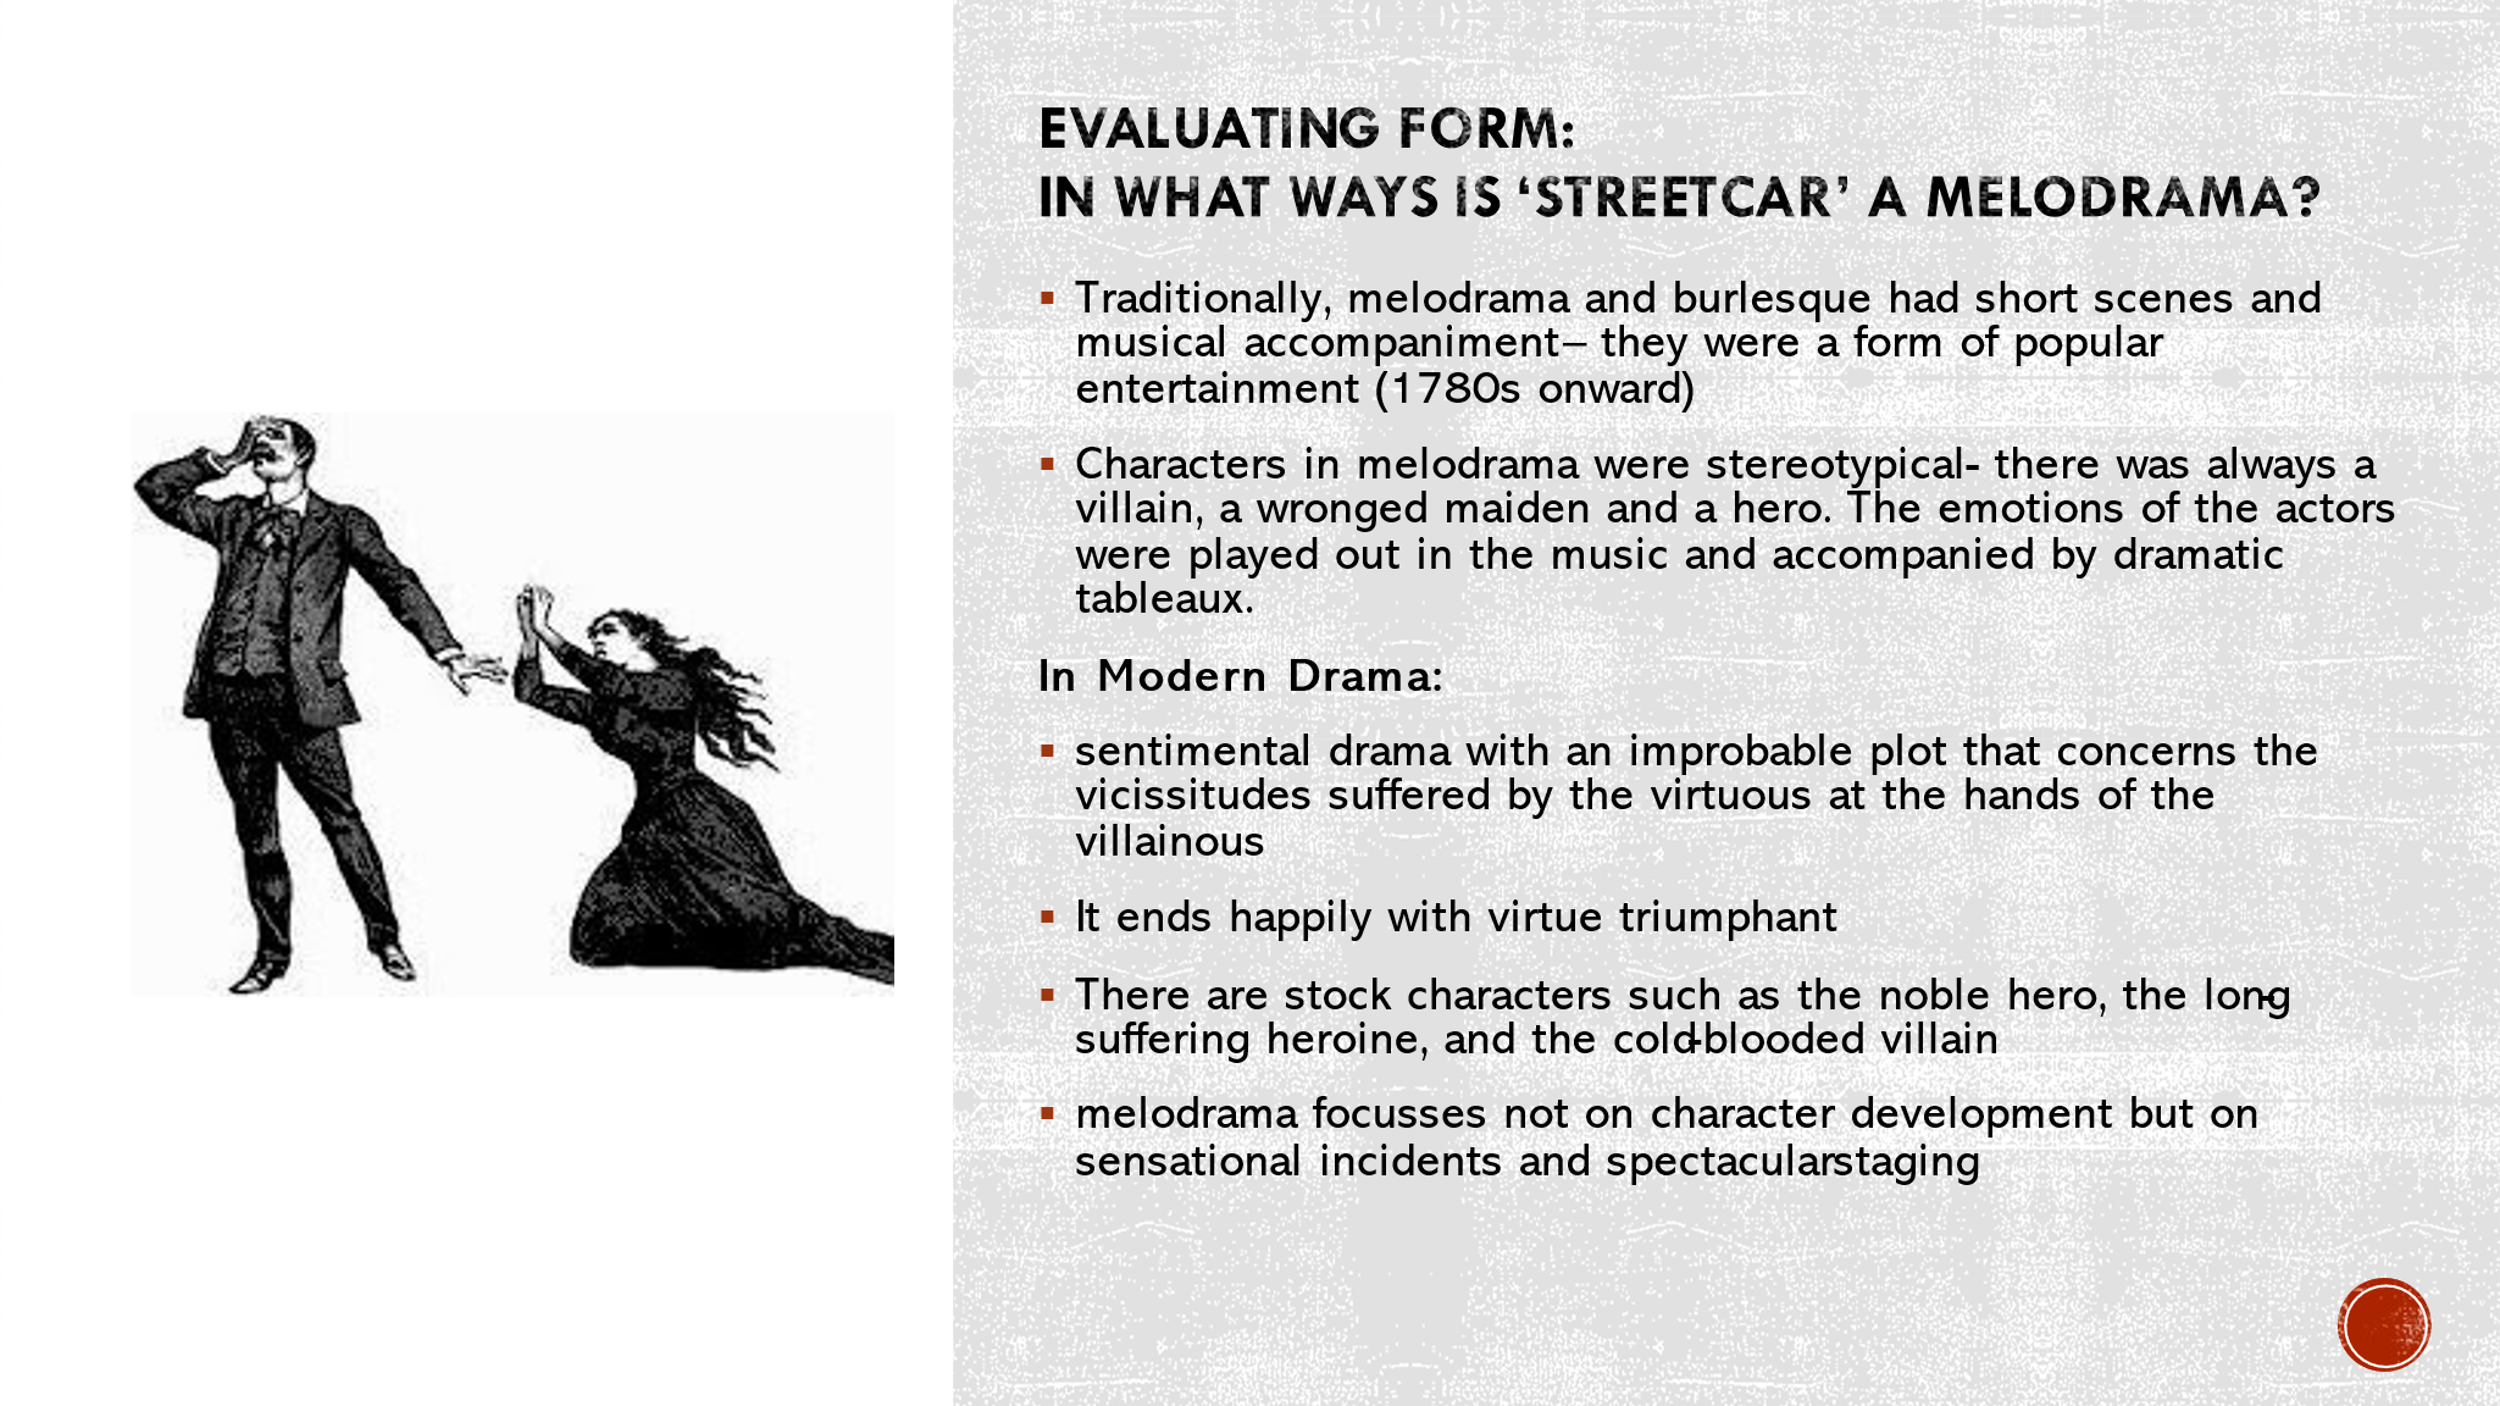 EVALUATING FORM:
IN WHAT WAYS IS ‘STREETCAR’ A MELODRAMA?
▪ Traditionally, melodrama and burlesque had short scenes and
musical accompaniment– they were a form of popular
entertainment (1780s onward)
▪ Characters in melodrama were stereotypical- there was always a
villain, a wronged maiden and a hero. The emotions of the actors
were played out in the music and accompanied by dramatic
tableaux.
In Modern Drama:
▪ sentimental drama with an improbable plot that concerns the
vicissitudes suffered by the virtuous at the hands of the
villainous
▪ It ends happily with virtue triumphant
▪ There are stock characters such as the noble hero, the long-
suffering heroine, and the cold-blooded villain
▪ melodrama focusses not on character development but on
sensational incidents and spectacularstaging